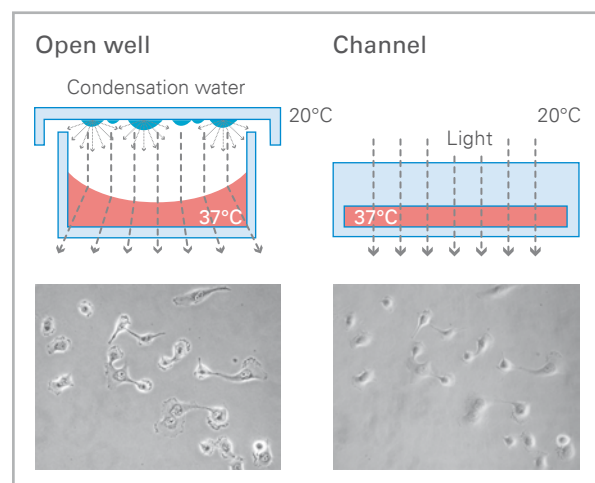 Open well
Channel
Condensation water
20°C
20°C
Light
37°C
37°C